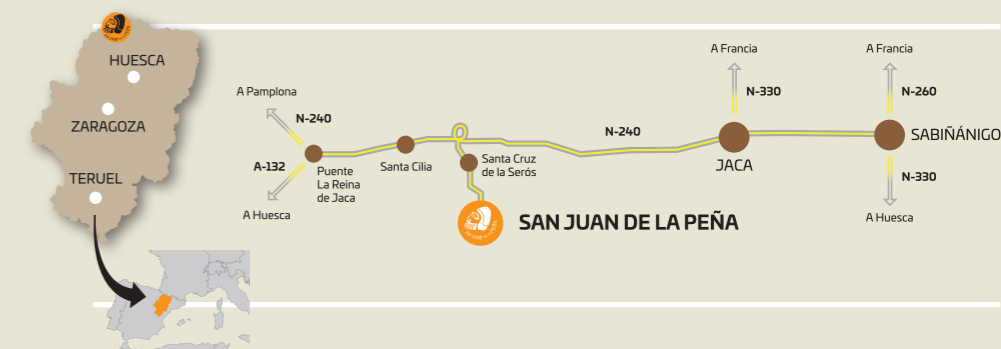 HUESCA
ZARAGOZA
TERUEL
A Pamplona
N-240
A-132
A Huesca
Puente
La Reina
de Jaca
Santa Cilia
Santa Cruz
de la Serós
SAN JUAN DE LA PEÑA
N-240
A Francia
N-330
JACA
A Francia
N-260
SABIÑÁNIGO
N-330
A Huesca